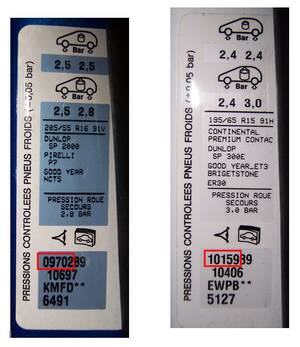 PRESSIONS CONTROLEES PNEUS FROIDS (±0,05 bar)
Bar
2,5 2,5
Bar
2,5 2,8
205/55 R16 91V
DUNLOP
SP 2000
PIRELLI
P7
GOOD YEAR
NCT5
PRESSION ROUE
SECOURS
2.8 BAR
0970289
10697
KMFD**
6491
PRESSIONS CONTROLEES PNEUS FROIDS (±0,05 bar)
Bar
2,4 2,4
Bar
2,4 3,0
195/65 R15 91H
CONTINENTAL
PREMIUM CONTAC
DUNLOP
SP 300E
GOOD YEAR_ET3
BRIGETSTONE
ER30
PRESSION ROUE
SECOURS
3.0 BAR
1015989
10406
EWPB**
5127